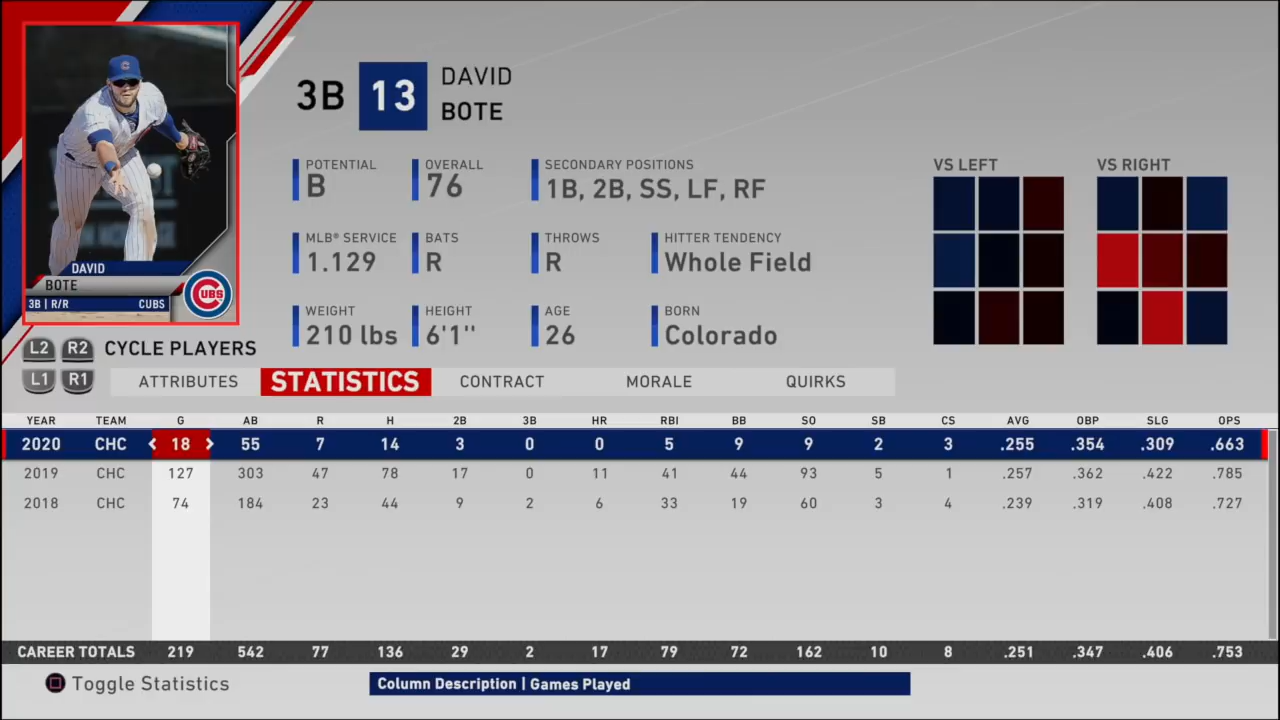 3B 13 DAVID BOTE
POTENTIAL OVERALL SECONDARY POSITIONS VS LEFT VS RIGHT
B 76 1B, 2B, SS, LF, RF
MLB® SERVICE BATS THROWS HITTER TENDENCY
1.129 R R Whole Field
WEIGHT HEIGHT AGE BORN
210 lbs 6'1'' 26 Colorado
DAVID
BOTE
3B | R/R CUBS
CUBS
L2 R2 CYCLE PLAYERS
L1 R1 ATTRIBUTES STATISTICS CONTRACT MORALE QUIRKS
YEAR TEAM G AB R H 2B 3B HR RBI BB SO SB CS AVG OBP SLG OPS
2020 CHC 18 55 7 14 3 0 0 5 9 9 2 3 .255 .354 .309 .663
2019 CHC 127 303 47 78 17 0 11 41 44 93 5 1 .257 .362 .422 .785
2018 CHC 74 184 23 44 9 2 6 33 19 60 3 4 .239 .319 .408 .727
CAREER TOTALS 219 542 77 136 29 2 17 79 72 162 10 8 .251 .347 .406 .753
Toggle Statistics Column Description | Games Played